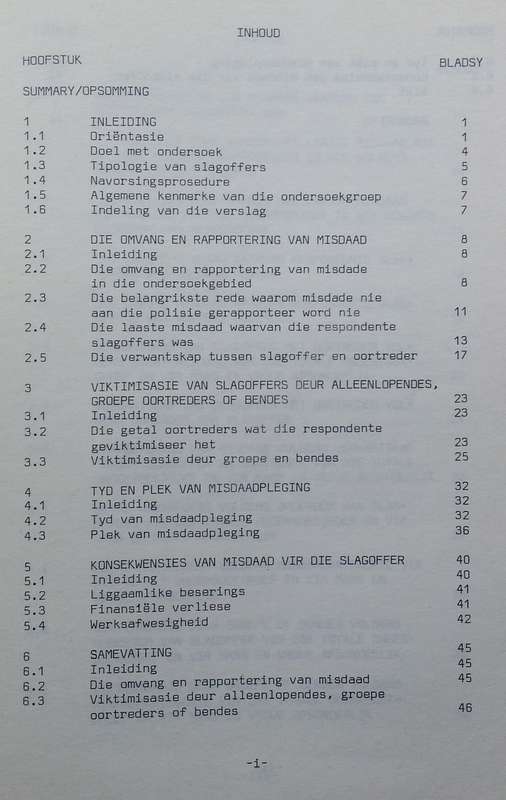 INHOUD
HOOFSTUK BLADSY
SUMMARY/OPSOMMING
1 INLEIDING 1
1.1 Oriëntasie 1
1.2 Doel met ondersoek 4
1.3 Tipologie van slagoffers 5
1.4 Navorsingsprosedure 6
1.5 Algemene kenmerke van die ondersoekgroep 7
1.6 Indeling van die verslag 7
2 DIE OMVANG EN RAPPORTERING VAN MISDAAD 8
2.1 Inleiding 8
2.2 Die omvang en rapportering van misdade
in die ondersoekgebied 8
2.3 Die belangrikste rede waarom misdade nie
aan die polisie gerapporteer word nie 11
2.4 Die laaste misdaad waarvan die respondente
slagoffers was 13
2.5 Die verwantskap tussen slagoffer en oortreder 17
3 VIKTIMISASIE VAN SLAGOFFERS DEUR ALLEENLOPENDES,
GROEPE OORTREDERS OF BENDES 23
3.1 Inleiding 23
3.2 Die getal oortreders wat die respondente
geviktimiseer het 23
3.3 Viktimisasie deur groepe en bendes 25
4 TYD EN PLEK VAN MISDAADPLEGING 32
4.1 Inleiding 32
4.2 Tyd van misdaadpleging 32
4.3 Plek van misdaadpleging 36
5 KONSEKWENSIES VAN MISDAAD VIR DIE SLAGOFFER 40
5.1 Inleiding 40
5.2 Liggaamlike beserings 41
5.3 Finansiële verliese 41
5.4 Werksafwesigheid 42
6 SAMEVATTING 45
6.1 Inleiding 45
6.2 Die omvang en rapportering van misdaad 45
6.3 Viktimisasie deur alleenlopendes, groepe
oortreders of bendes 46
-i-